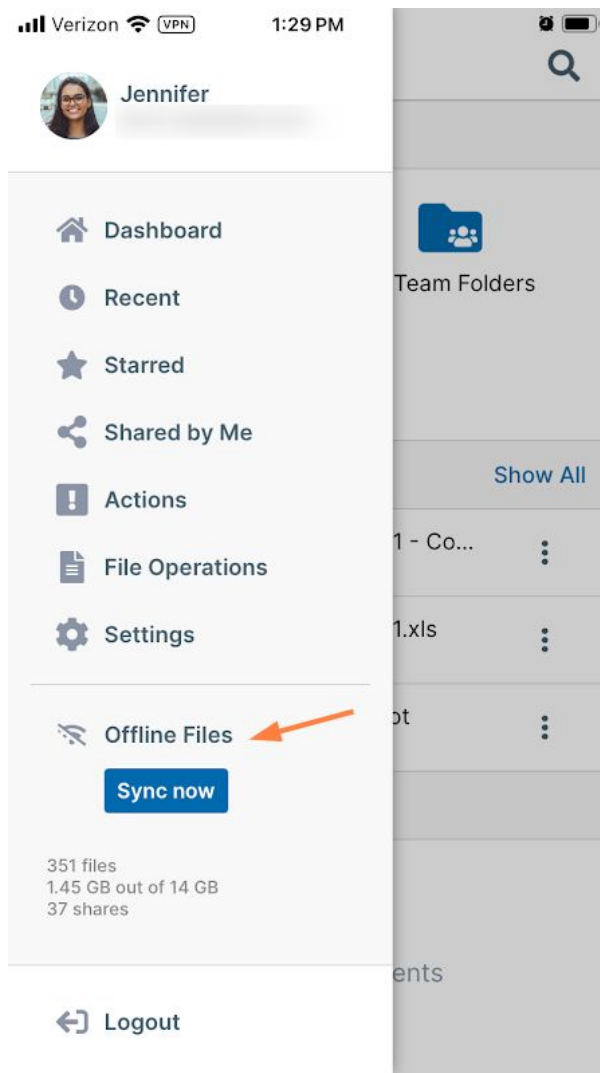 Verizon VPN 1:29 PM
Jennifer
Dashboard
Recent
Starred
Shared by Me
Actions
File Operations
Settings
Offline Files
Sync now
351 files
1.45 GB out of 14 GB
37 shares
Logout
Team Folders
Show All
1 - Co...
1.xls